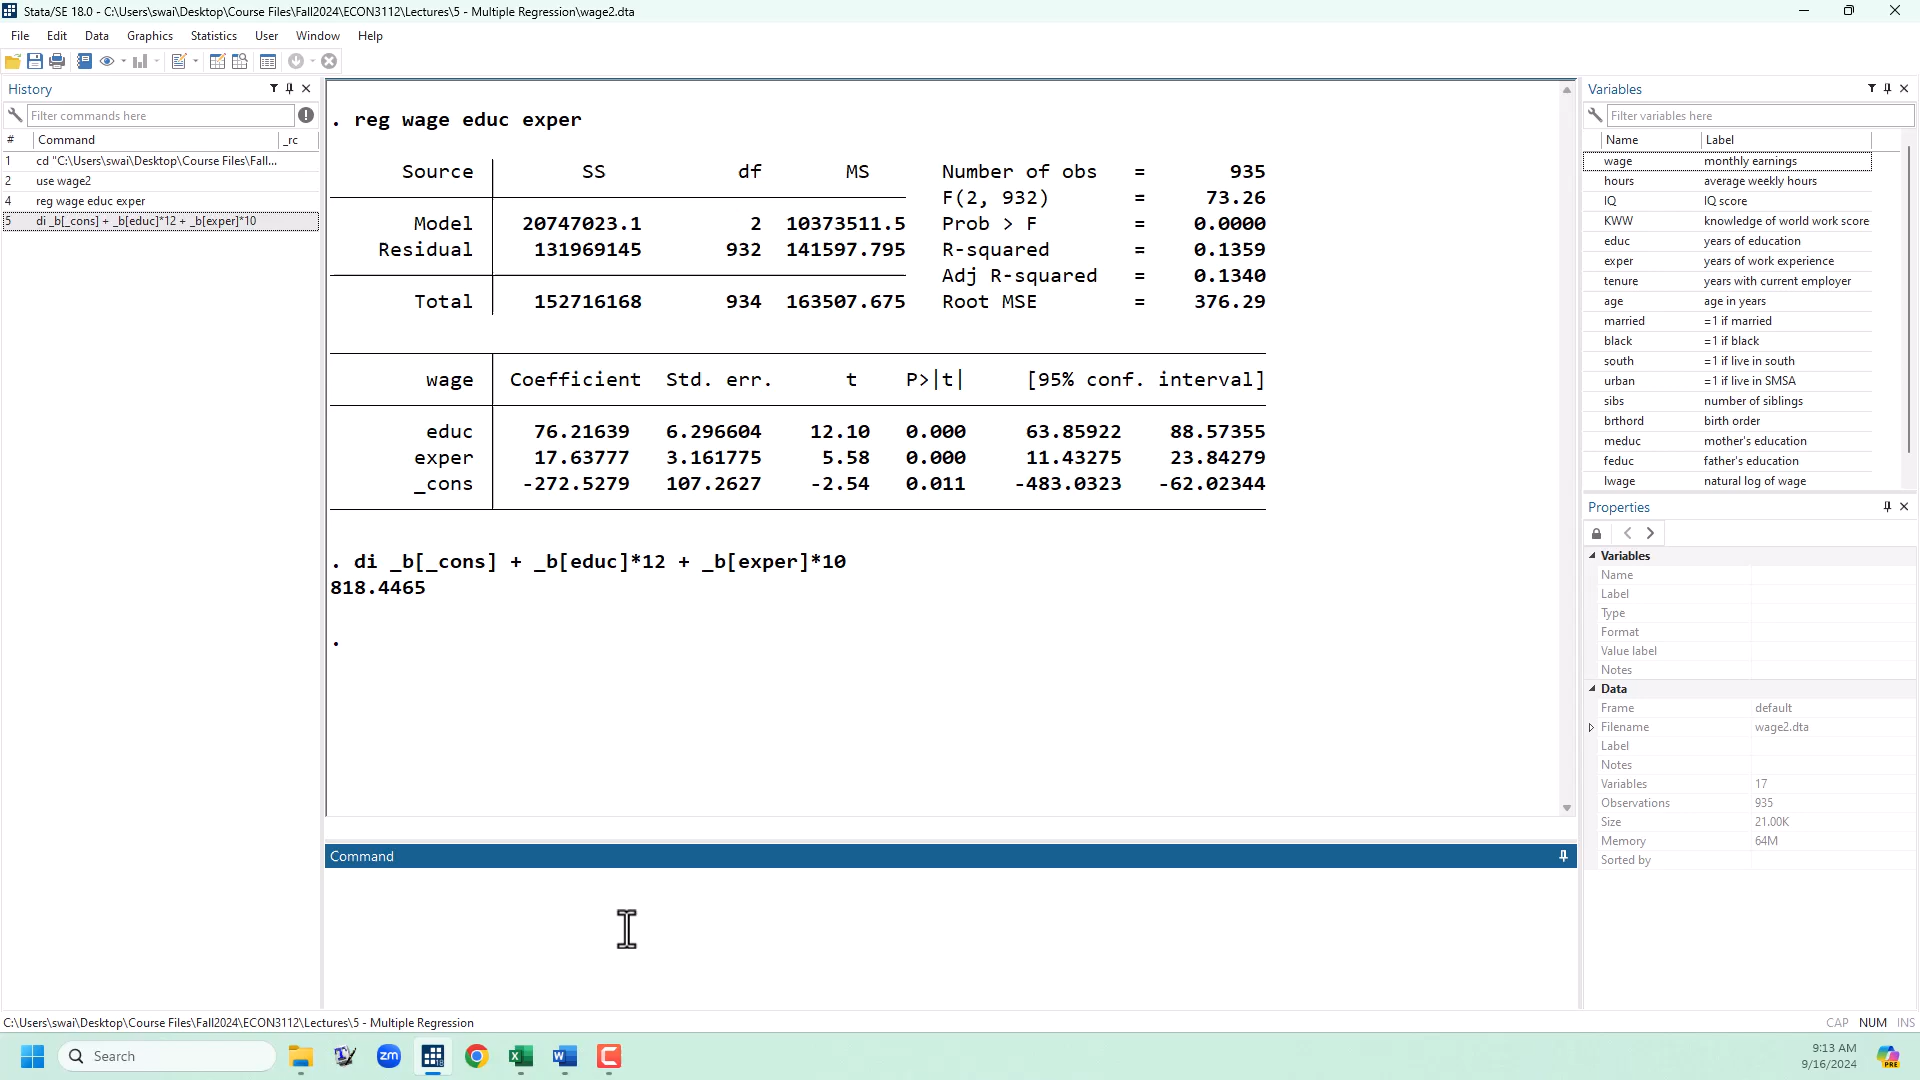 Stata/SE 18.0 - C:\Users\swai\Desktop\Course Files\Fall2024\ECON3112\Lectures\5 - Multiple Regression\wage2.dta
File Edit Data Graphics Statistics User Window Help
History
Filter commands here
# Command _rc
1 cd "C:\Users\swai\Desktop\Course Files\Fall...
2 use wage2
4 reg wage educ exper
5 di _b[_cons] + _b[educ]*12 + _b[exper]*10
. reg wage educ exper
Source SS df MS Number of obs = 935
F(2, 932) = 73.26
Model 20747023.1 2 10373511.5 Prob > F = 0.0000
Residual 131969145 932 141597.795 R-squared = 0.1359
Adj R-squared = 0.1340
Total 152716168 934 163507.675 Root MSE = 376.29
wage Coefficient Std. err. t P>|t| [95% conf. interval]
educ 76.21639 6.296604 12.10 0.000 63.85922 88.57355
exper 17.63777 3.161775 5.58 0.000 11.43275 23.84279
_cons -272.5279 107.2627 -2.54 0.011 -483.0323 -62.02344
. di _b[_cons] + _b[educ]*12 + _b[exper]*10
818.4465
.
Command
Variables
Filter variables here
Name Label
wage monthly earnings
hours average weekly hours
IQ IQ score
KWW knowledge of world work score
educ years of education
exper years of work experience
tenure years with current employer
age age in years
married =1 if married
black =1 if black
south =1 if live in south
urban =1 if live in SMSA
sibs number of siblings
brthord birth order
meduc mother's education
feduc father's education
lwage natural log of wage
Properties
Variables
Name
Label
Type
Format
Value label
Notes
Data
Frame default
Filename wage2.dta
Label
Notes
Variables 17
Observations 935
Size 21.00K
Memory 64M
Sorted by
C:\Users\swai\Desktop\Course Files\Fall2024\ECON3112\Lectures\5 - Multiple Regression
CAP NUM INS
Search
zm
9:13 AM
9/16/2024
PRE